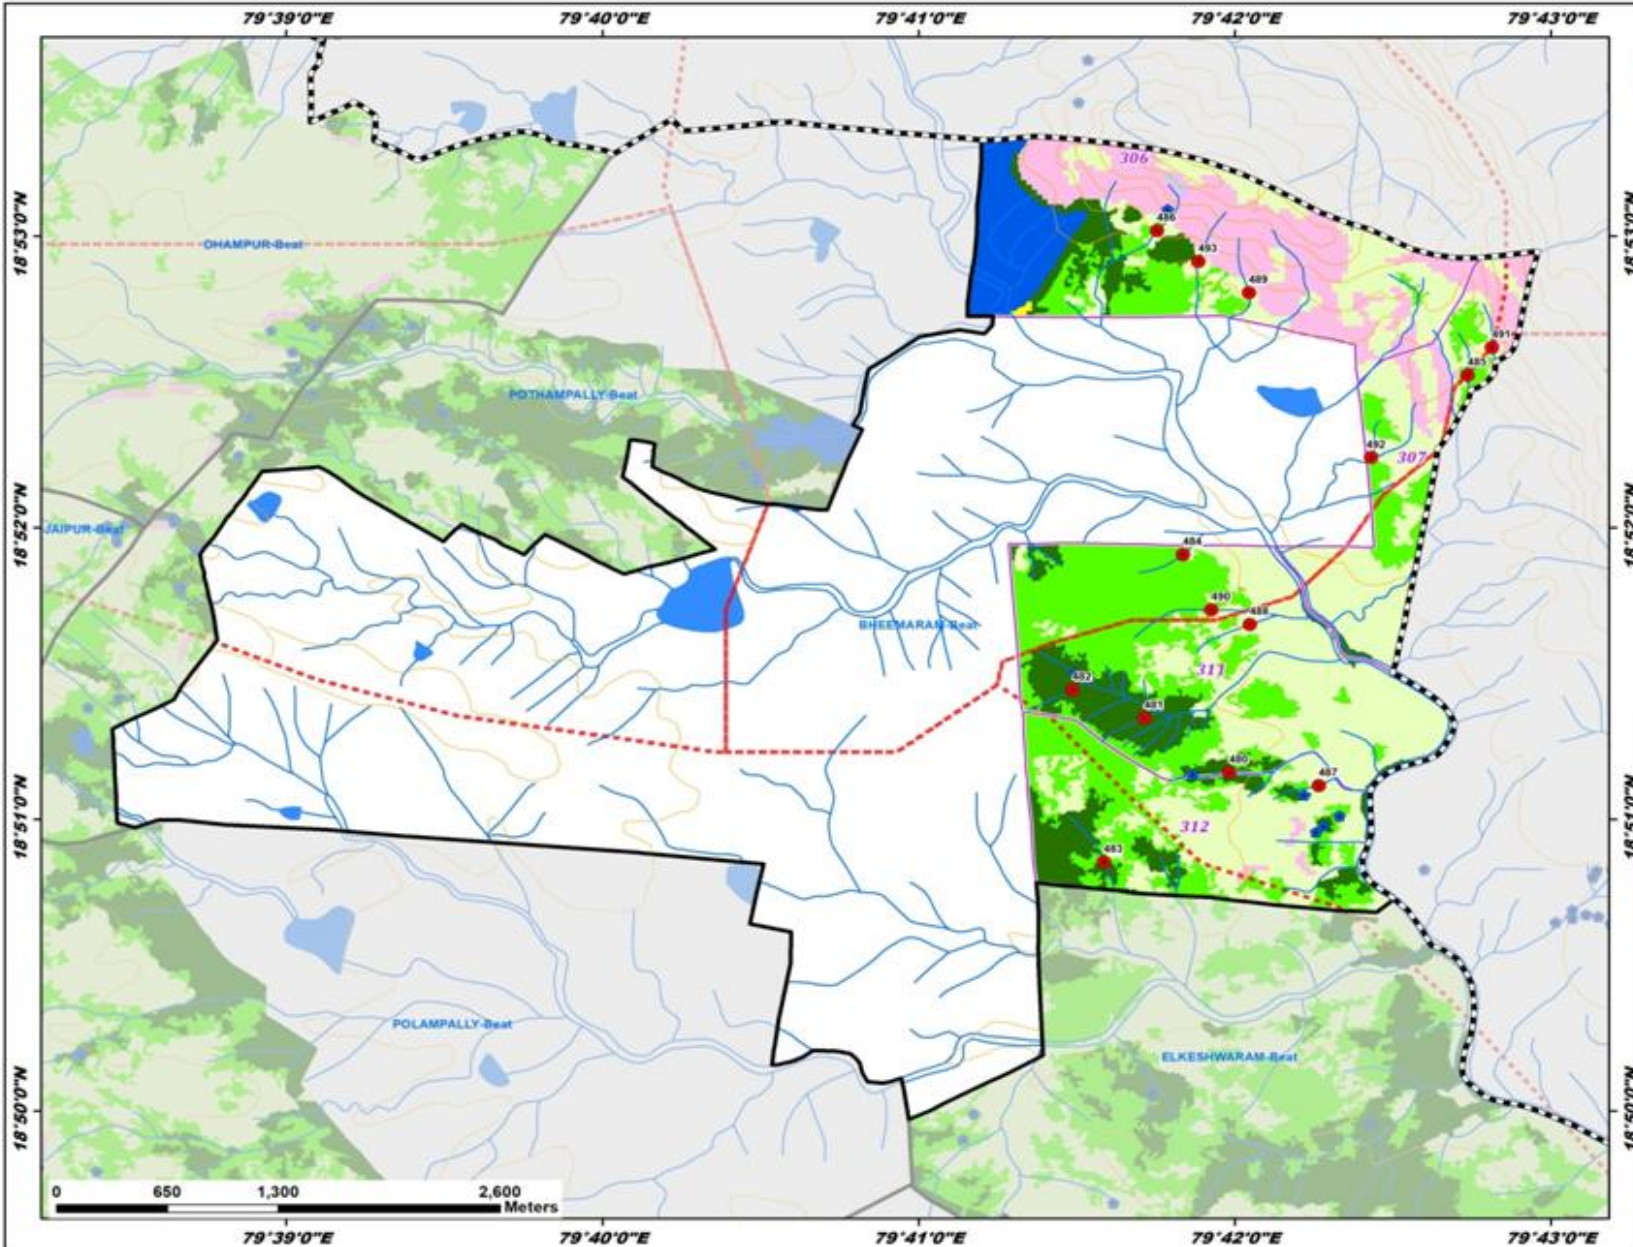 79°39'0"E 79°40'0"E 79°41'0"E 79°42'0"E 79°43'0"E
306
486
18°53'0"N 18°53'0"N
OHAMPUR-Beat
493
489
491
485
POTHAMPALLY-Beat
492
307
18°52'0"N 18°52'0"N
JAIPUR-Beat
484
490
488
BHEEMARAM-Beat
311
482
481
480
487
18°51'0"N 18°51'0"N
312
483
POLAMPALLY-Beat
ELKESHWARAM-Beat
18°50'0"N 18°50'0"N
0 650 1,300 2,600
Meters
79°39'0"E 79°40'0"E 79°41'0"E 79°42'0"E 79°43'0"E